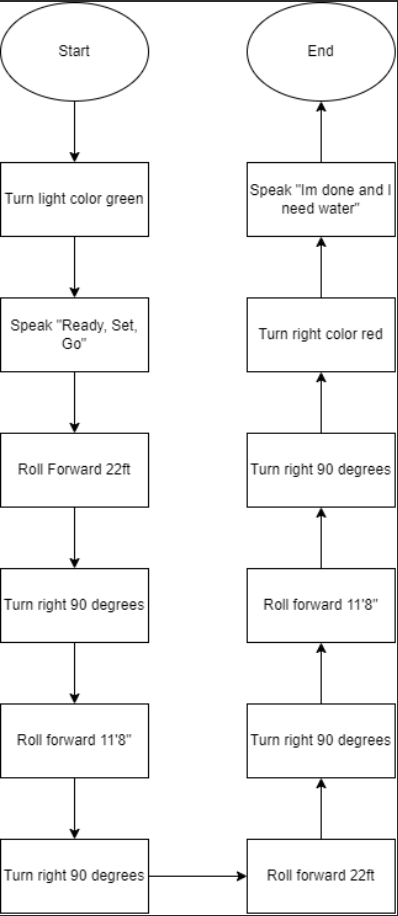 Start
Turn light color green
Speak "Ready, Set,
Go"
Roll Forward 22ft
Turn right 90 degrees
Roll forward 11'8"
Turn right 90 degrees
Roll forward 22ft
Turn right 90 degrees
Roll forward 11'8"
Turn right 90 degrees
Turn right color red
Speak "Im done and I
need water"
End